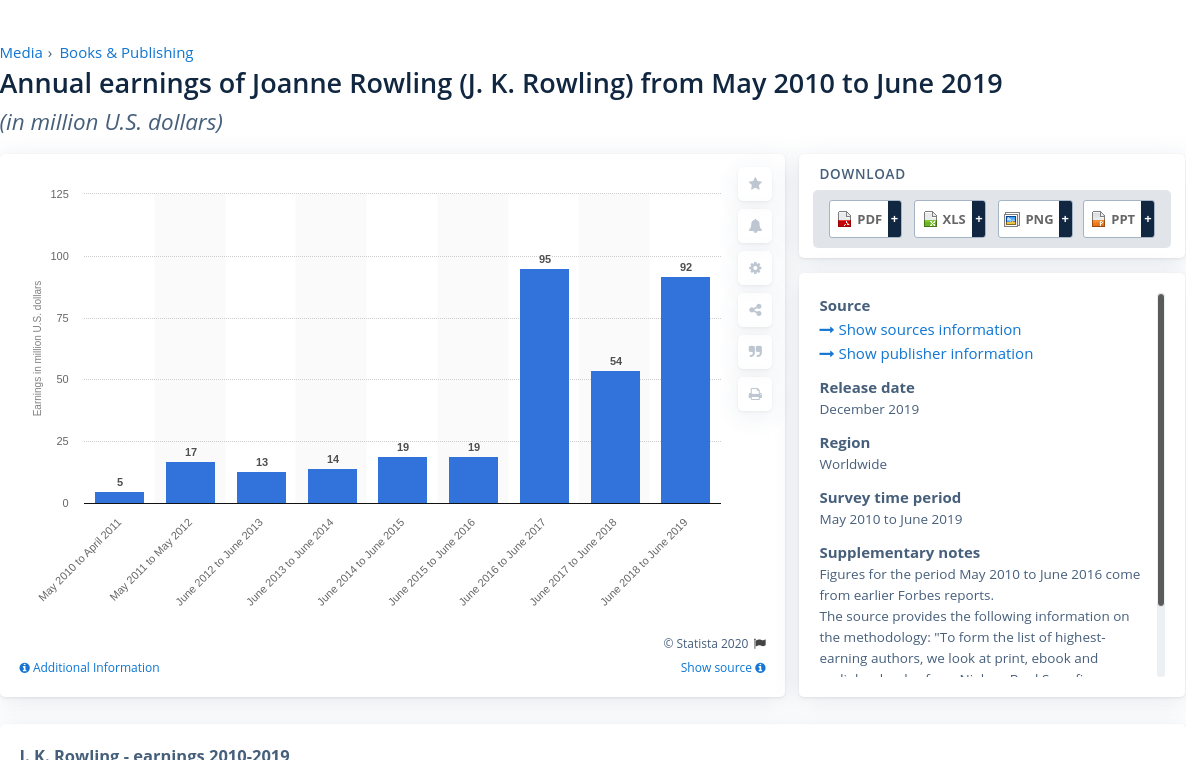 Media › Books & Publishing
Annual earnings of Joanne Rowling (J. K. Rowling) from May 2010 to June 2019
(in million U.S. dollars)
Earnings in million U.S. dollars
125
100
75
50
25
0
5
17
13
14
19
19
95
54
92
May 2010 to April 2011
May 2011 to May 2012
June 2012 to June 2013
June 2013 to June 2014
June 2014 to June 2015
June 2015 to June 2016
June 2016 to June 2017
June 2017 to June 2018
June 2018 to June 2019
© Statista 2020
Additional Information
Show source
DOWNLOAD
PDF + XLS + PNG + PPT +
Source
Show sources information
Show publisher information
Release date
December 2019
Region
Worldwide
Survey time period
May 2010 to June 2019
Supplementary notes
Figures for the period May 2010 to June 2016 come
from earlier Forbes reports.
The source provides the following information on
the methodology: "To form the list of highest-
earning authors, we look at print, ebook and
J. K. Rowling - earnings 2010-2019